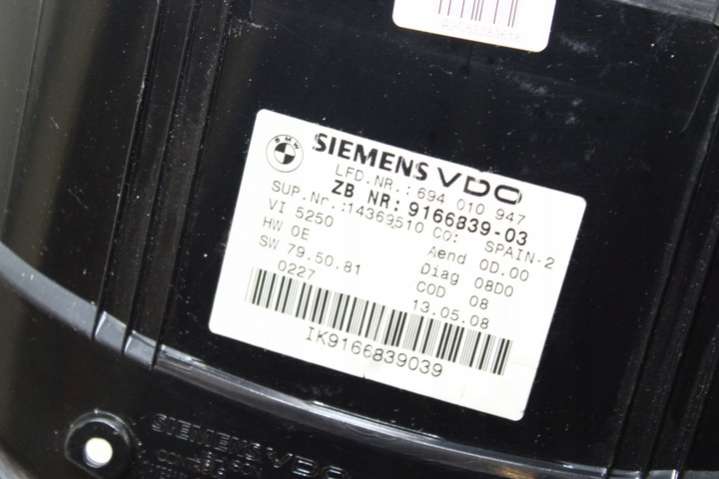 BMW
SIEMENS VDO
LFD.NR.: 694 010 947
ZB NR: 9166839-03
SUP.Nr.:14369510 CO: SPAIN-2
VI 5250 Aend 0D.00
HW 0E Diag 08D0
SW 79.50.81 COD 08
0227 13.05.08
IK9166839039
SIEMENS VDO